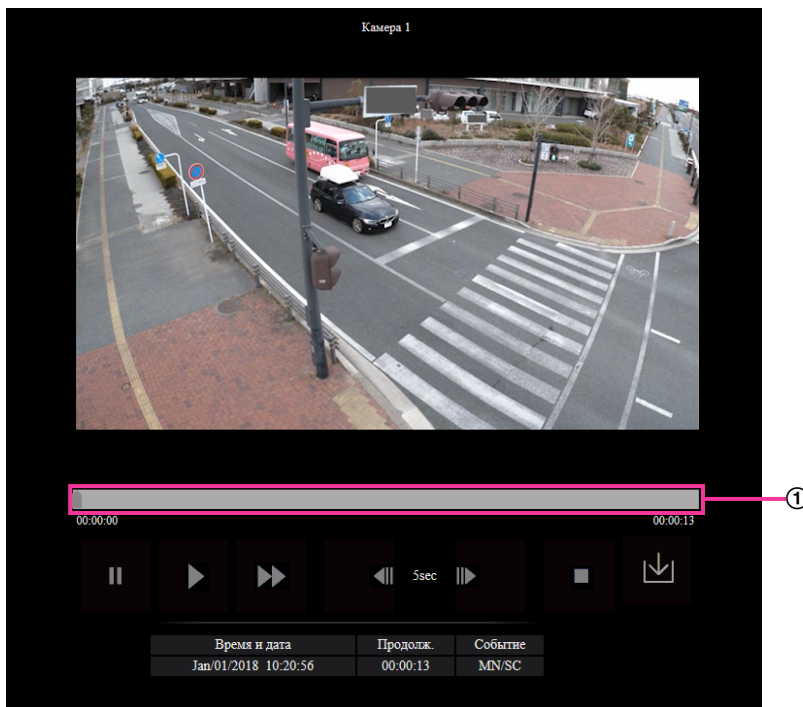 Камера 1
①
00:00:00 00:00:13
5sec
Время и дата Продолж. Событие
Jan/01/2018 10:20:56 00:00:13 MN/SC